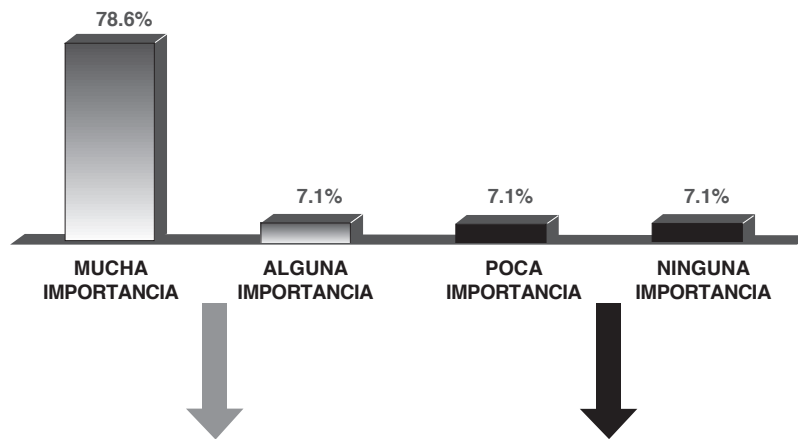 78.6%
7.1%
7.1%
7.1%
MUCHA
IMPORTANCIA
ALGUNA
IMPORTANCIA
POCA
IMPORTANCIA
NINGUNA
IMPORTANCIA